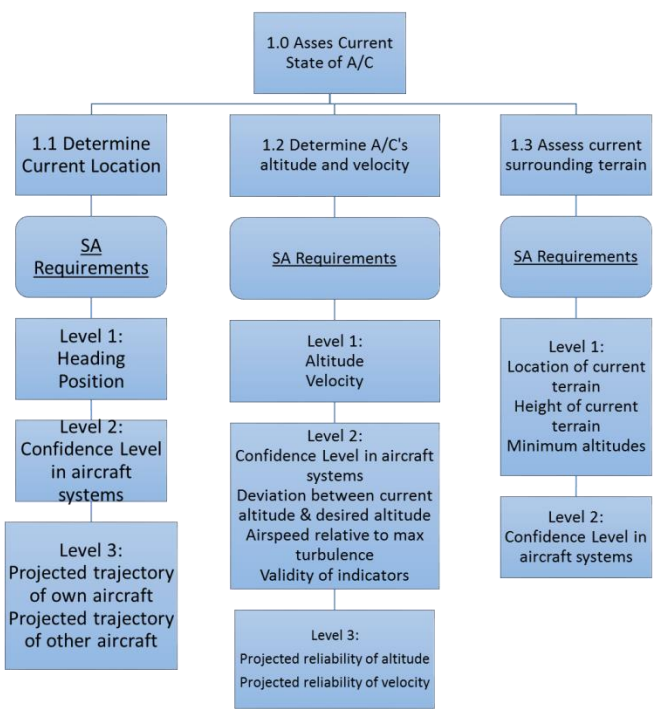 1.0 Asses Current
State of A/C
1.1 Determine
Current Location
SA
Requirements
Level 1:
Heading
Position
Level 2:
Confidence Level
in aircraft
systems
Level 3:
Projected trajectory
of own aircraft
Projected trajectory
of other aircraft
1.2 Determine A/C's
altitude and velocity
SA Requirements
Level 1:
Altitude
Velocity
Level 2:
Confidence Level in aircraft
systems
Deviation between current
altitude & desired altitude
Airspeed relative to max
turbulence
Validity of indicators
Level 3:
Projected reliability of altitude
Projected reliability of velocity
1.3 Assess current
surrounding terrain
SA Requirements
Level 1:
Location of current
terrain
Height of current
terrain
Minimum altitudes
Level 2:
Confidence Level in
aircraft systems